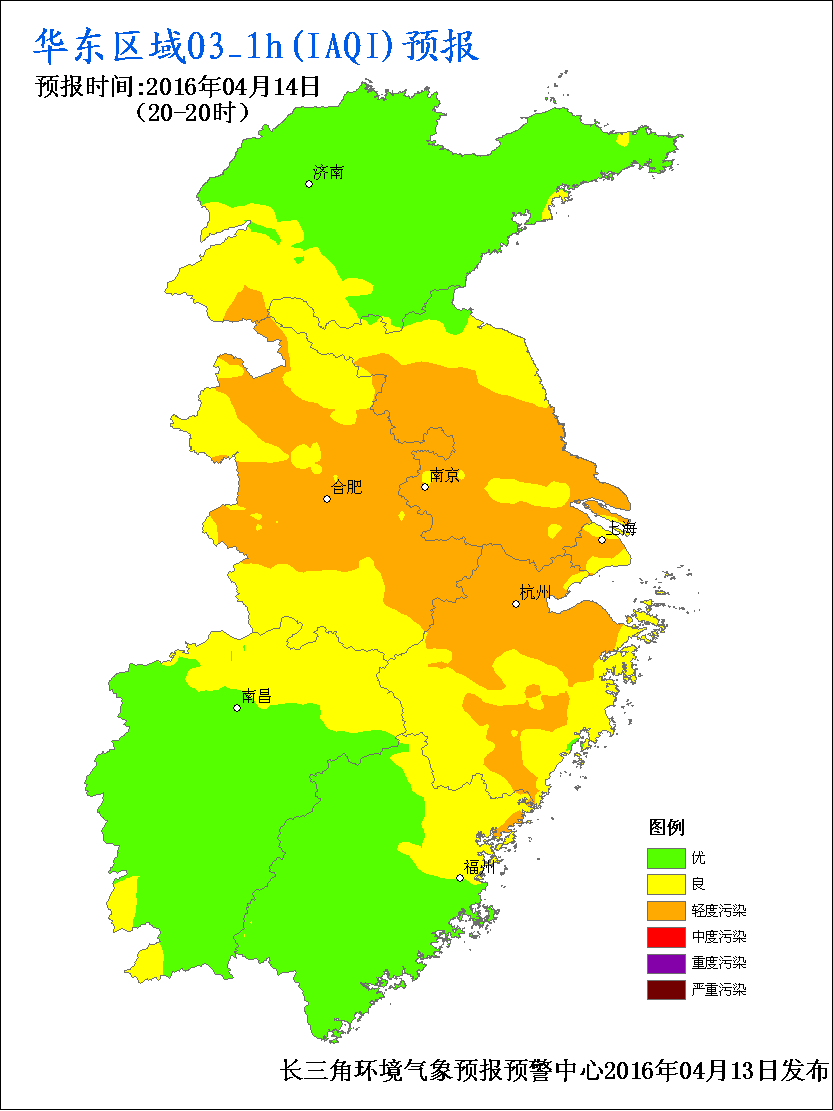 华东区域O3_1h(IAQI)预报
预报时间:2016年04月14日
(20-20时)
济南
南京
合肥
上海
杭州
南昌
福州
图例
优
良
轻度污染
中度污染
重度污染
严重污染
长三角环境气象预报预警中心2016年04月13日发布